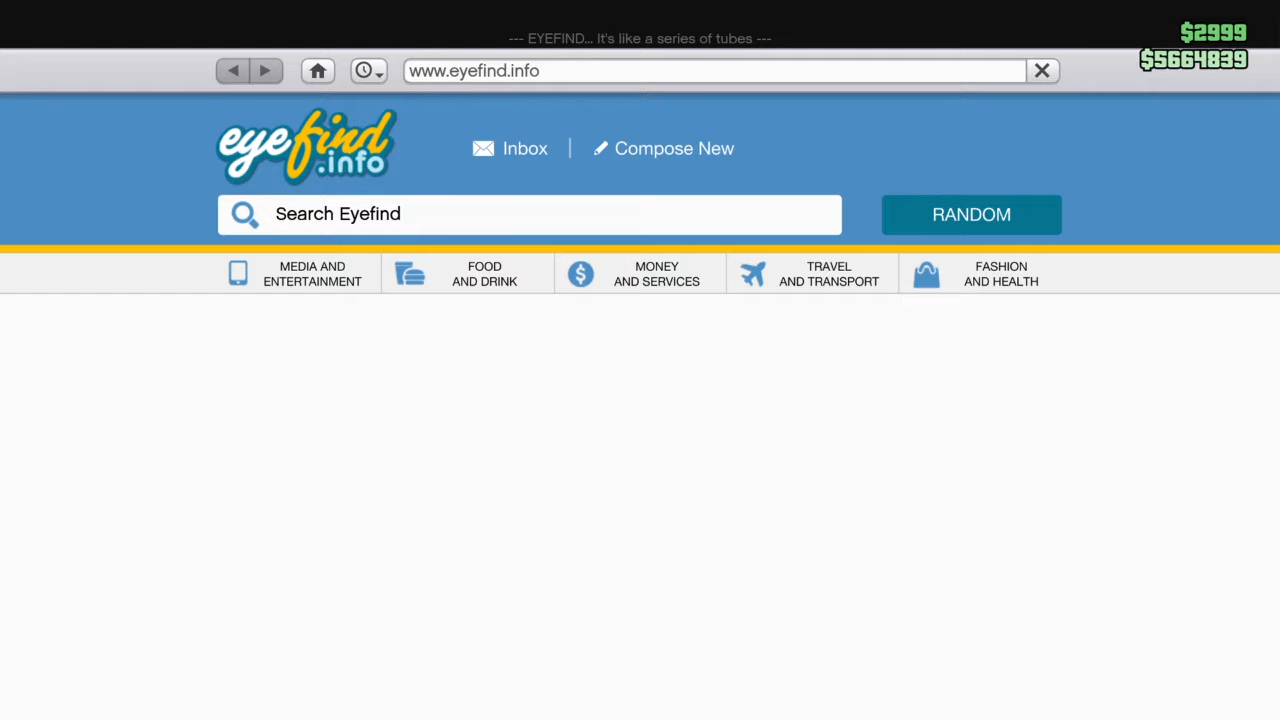 --- EYEFIND... It's like a series of tubes ---
$2999
$5664839
www.eyefind.info
eyefind
.info
Inbox
Compose New
Search Eyefind
RANDOM
MEDIA AND
ENTERTAINMENT
FOOD
AND DRINK
MONEY
AND SERVICES
TRAVEL
AND TRANSPORT
FASHION
AND HEALTH